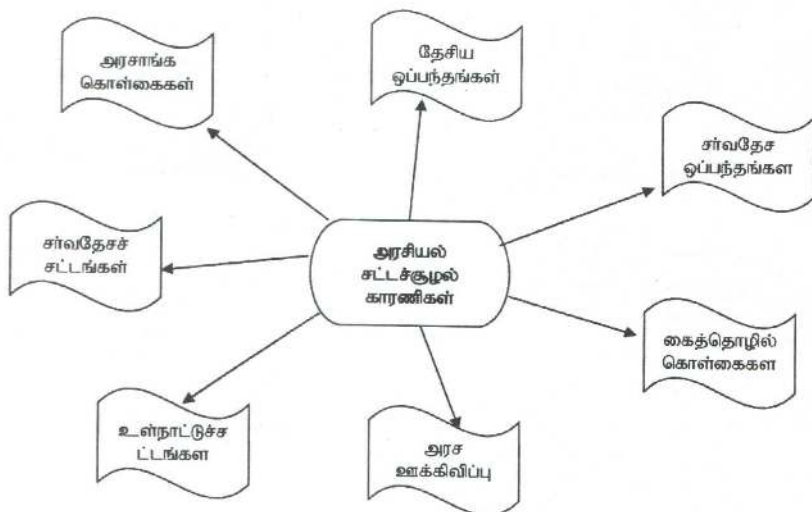 அரசாங்க
கொள்கைகள்
தேசிய
ஒப்பந்தங்கள்
சர்வதேச
ஒப்பந்தங்கள
சர்வதேசச்
சட்டங்கள்
அரசியல்
சட்டச்சூழல்
காரணிகள்
கைத்தொழில்
கொள்கைகள
உள்நாட்டுச்ச
ட்டங்கள
அரச
ஊக்கிவிப்பு